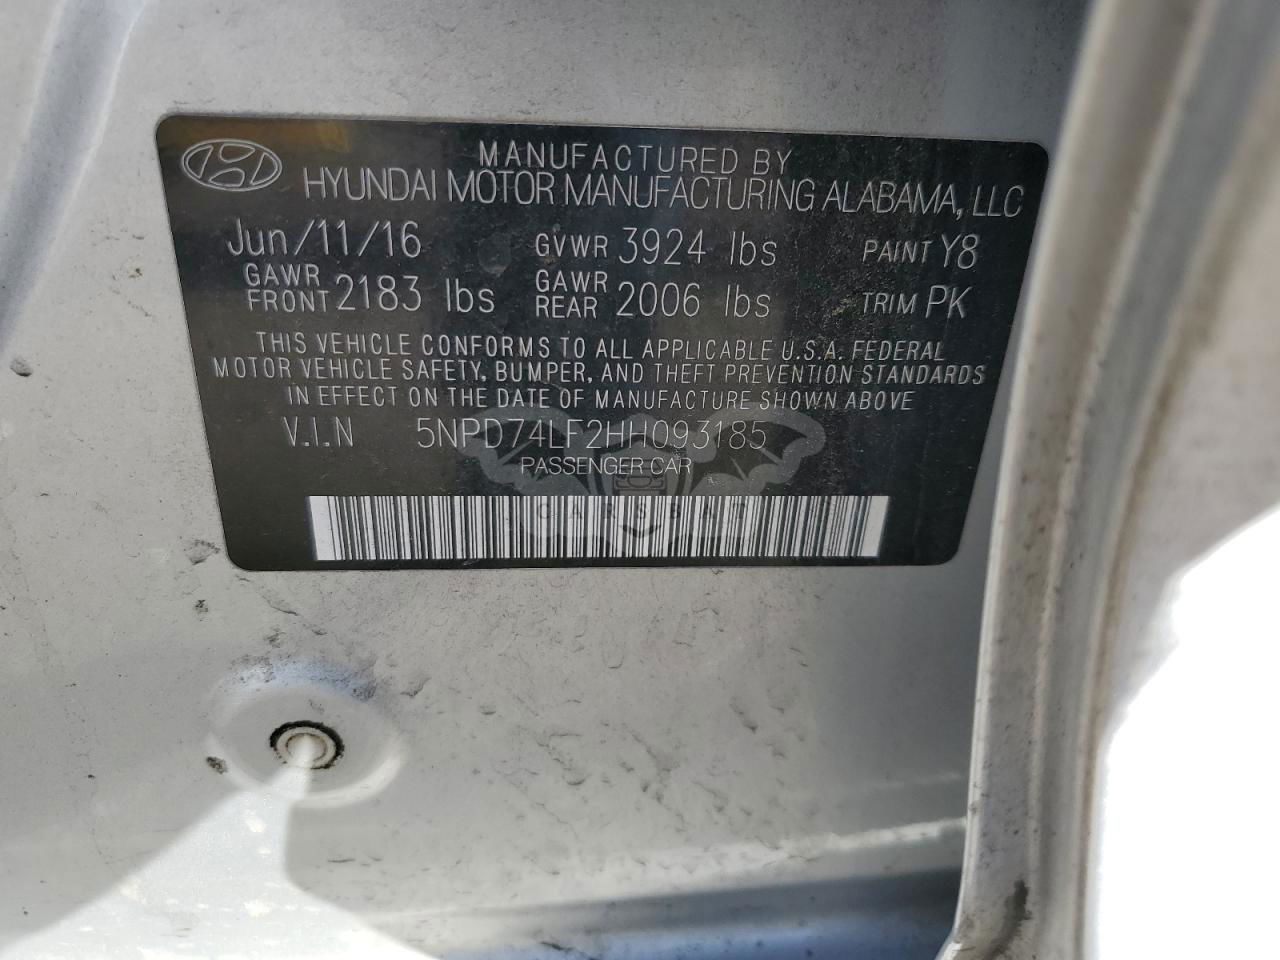 MANUFACTURED BY
HYUNDAI MOTOR MANUFACTURING ALABAMA, LLC
Jun/11/16 GVWR 3924 lbs PAINT Y8
GAWR FRONT 2183 lbs GAWR REAR 2006 lbs TRIM PK
THIS VEHICLE CONFORMS TO ALL APPLICABLE U.S.A. FEDERAL
MOTOR VEHICLE SAFETY, BUMPER, AND THEFT PREVENTION STANDARDS
IN EFFECT ON THE DATE OF MANUFACTURE SHOWN ABOVE
V.I.N 5NPD74LF2HH093185
PASSENGER CAR
CARSBAT